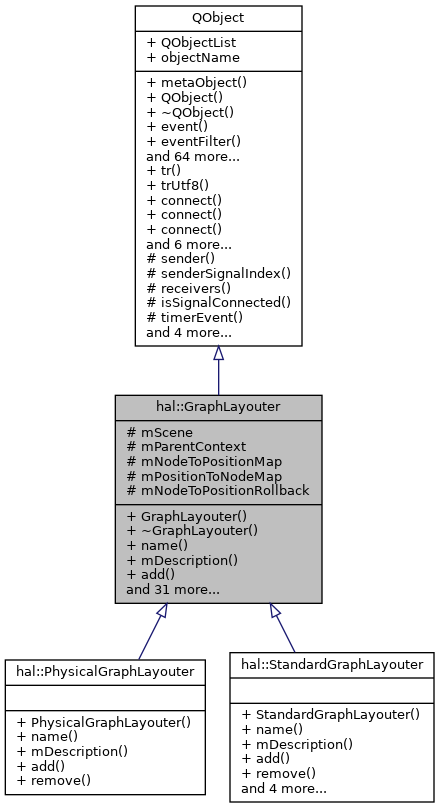 QObject
+ QObjectList
+ objectName
+ metaObject()
+ QObject()
+ ~QObject()
+ event()
+ eventFilter()
and 64 more...
+ tr()
+ trUtf8()
+ connect()
+ connect()
+ connect()
and 6 more...
# sender()
# senderSignalIndex()
# receivers()
# isSignalConnected()
# timerEvent()
and 4 more...
hal::GraphLayouter
# mScene
# mParentContext
# mNodeToPositionMap
# mPositionToNodeMap
# mNodeToPositionRollback
+ GraphLayouter()
+ ~GraphLayouter()
+ name()
+ mDescription()
+ add()
and 31 more...
hal::PhysicalGraphLayouter
+ PhysicalGraphLayouter()
+ name()
+ mDescription()
+ add()
+ remove()
hal::StandardGraphLayouter
+ StandardGraphLayouter()
+ name()
+ mDescription()
+ add()
+ remove()
and 4 more...